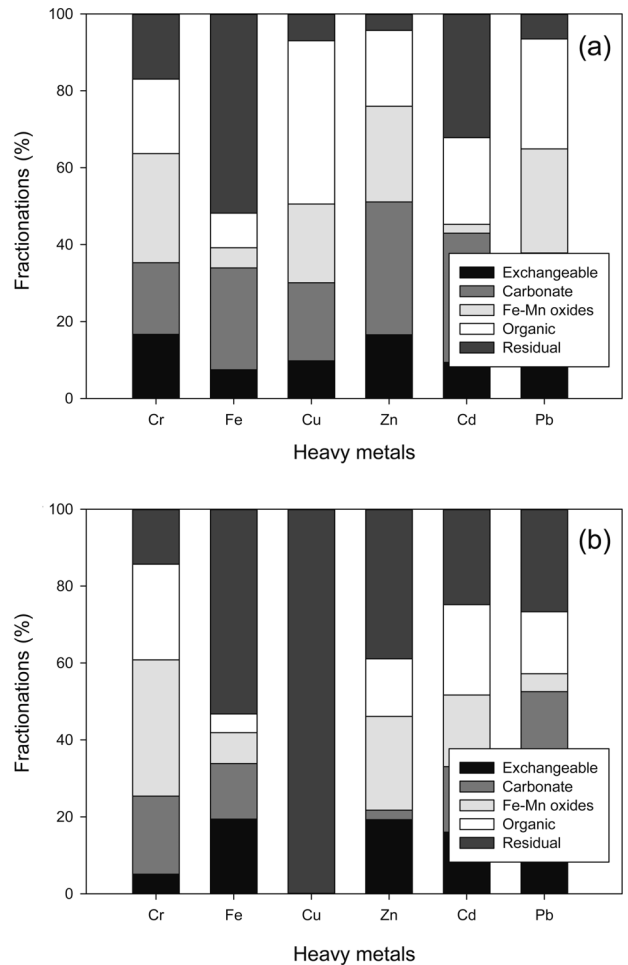 100
80
60
40
20
0
Fractionations (%)
(a)
Exchangeable
Carbonate
Fe-Mn oxides
Organic
Residual
Cr Fe Cu Zn Cd Pb
Heavy metals
100
80
60
40
20
0
Fractionations (%)
(b)
Exchangeable
Carbonate
Fe-Mn oxides
Organic
Residual
Cr Fe Cu Zn Cd Pb
Heavy metals